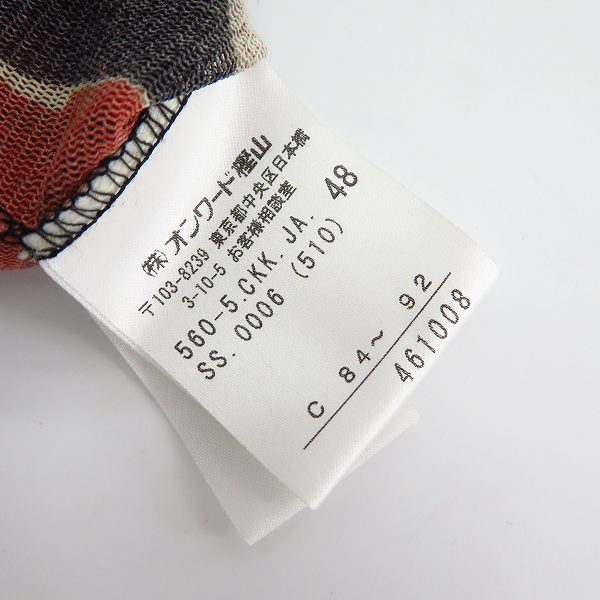 (株)オンワード樫山
〒103-8239 東京都中央区日本橋
3-10-5 お客様相談室
560-5.CKK.JA. 48
SS.0006 (510)
C 84～ 92
461008